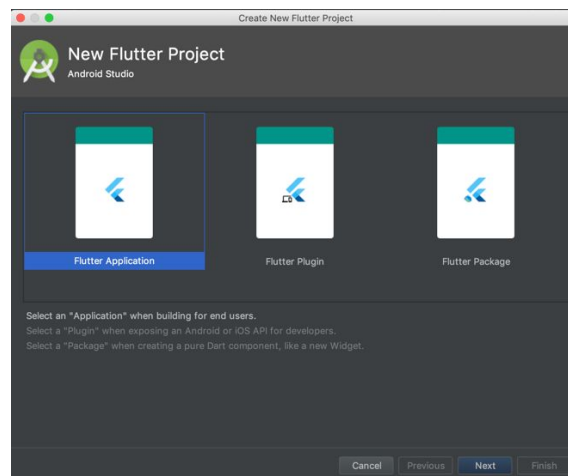 Create New Flutter Project
New Flutter Project
Android Studio
Flutter Application
Flutter Plugin
Flutter Package
Select an "Application" when building for end users.
Select a "Plugin" when exposing an Android or iOS API for developers.
Select a "Package" when creating a pure Dart component, like a new Widget.
Cancel
Previous
Next
Finish